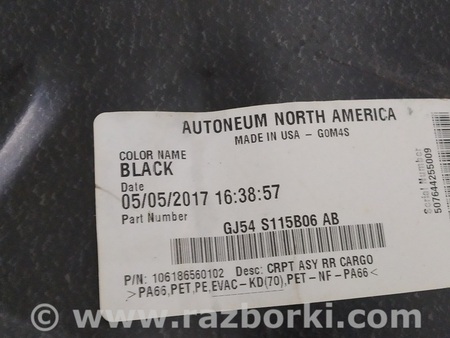 AUTONEUM NORTH AMERICA
MADE IN USA - G0M4S
COLOR NAME
BLACK
Date
05/05/2017 16:38:57
Part Number
GJ54 S115B06 AB
P/N: 106186560102 Desc: CRPT ASY RR CARGO
>PA66,PET,PE,EVAC-KD(70),PET-NF-PA66<
Serial Number
507644255009
© www.razborki.com